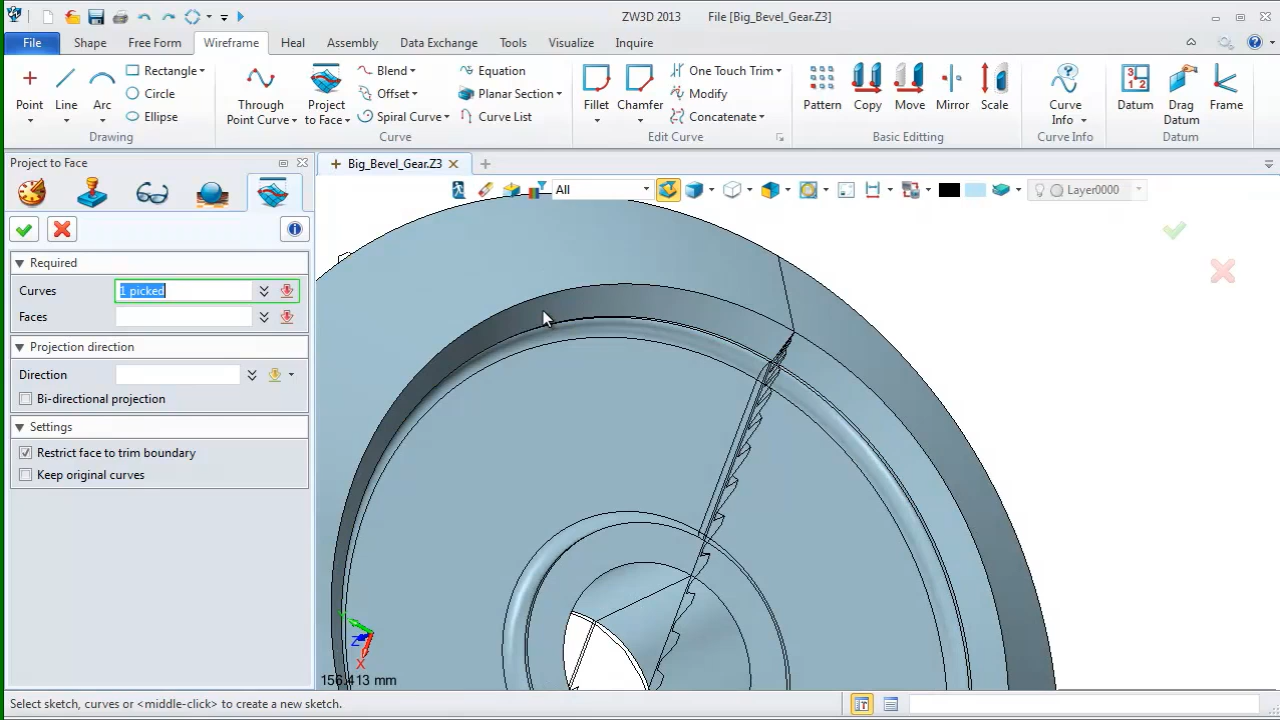 ZW3D 2013 File [Big_Bevel_Gear.Z3]
File Shape Free Form Wireframe Heal Assembly Data Exchange Tools Visualize Inquire
Point
Line
Arc
Rectangle
Circle
Ellipse
Drawing
Through
Point Curve
Project
to Face
Blend
Offset
Spiral Curve
Equation
Planar Section
Curve List
Curve
Fillet
Chamfer
One Touch Trim
Modify
Concatenate
Edit Curve
Pattern
Copy
Move
Mirror
Scale
Basic Editing
Curve
Info
Curve Info
Datum
Drag
Datum
Frame
Datum
Project to Face
Big_Bevel_Gear.Z3
All
Layer0000
Required
Curves 1 picked
Faces
Projection direction
Direction
Bi-directional projection
Settings
Restrict face to trim boundary
Keep original curves
Z
X
156.413 mm
Select sketch, curves or <middle-click> to create a new sketch.